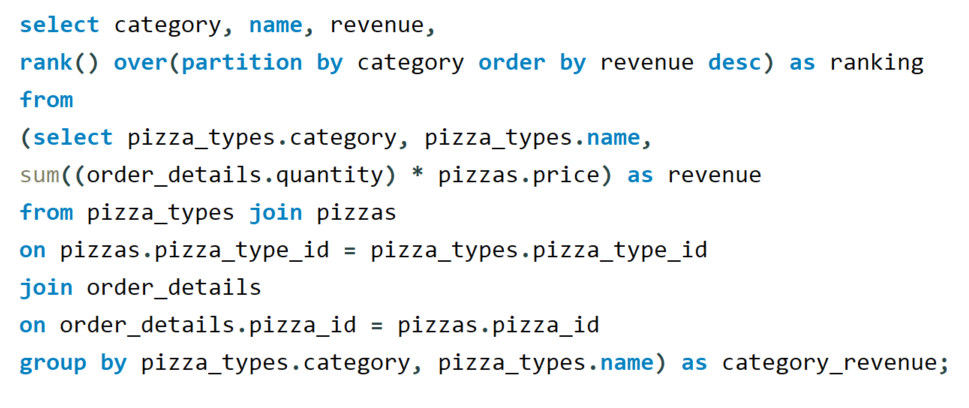 select category, name, revenue,
rank() over(partition by category order by revenue desc) as ranking
from
(select pizza_types.category, pizza_types.name,
sum((order_details.quantity) * pizzas.price) as revenue
from pizza_types join pizzas
on pizzas.pizza_type_id = pizza_types.pizza_type_id
join order_details
on order_details.pizza_id = pizzas.pizza_id
group by pizza_types.category, pizza_types.name) as category_revenue;